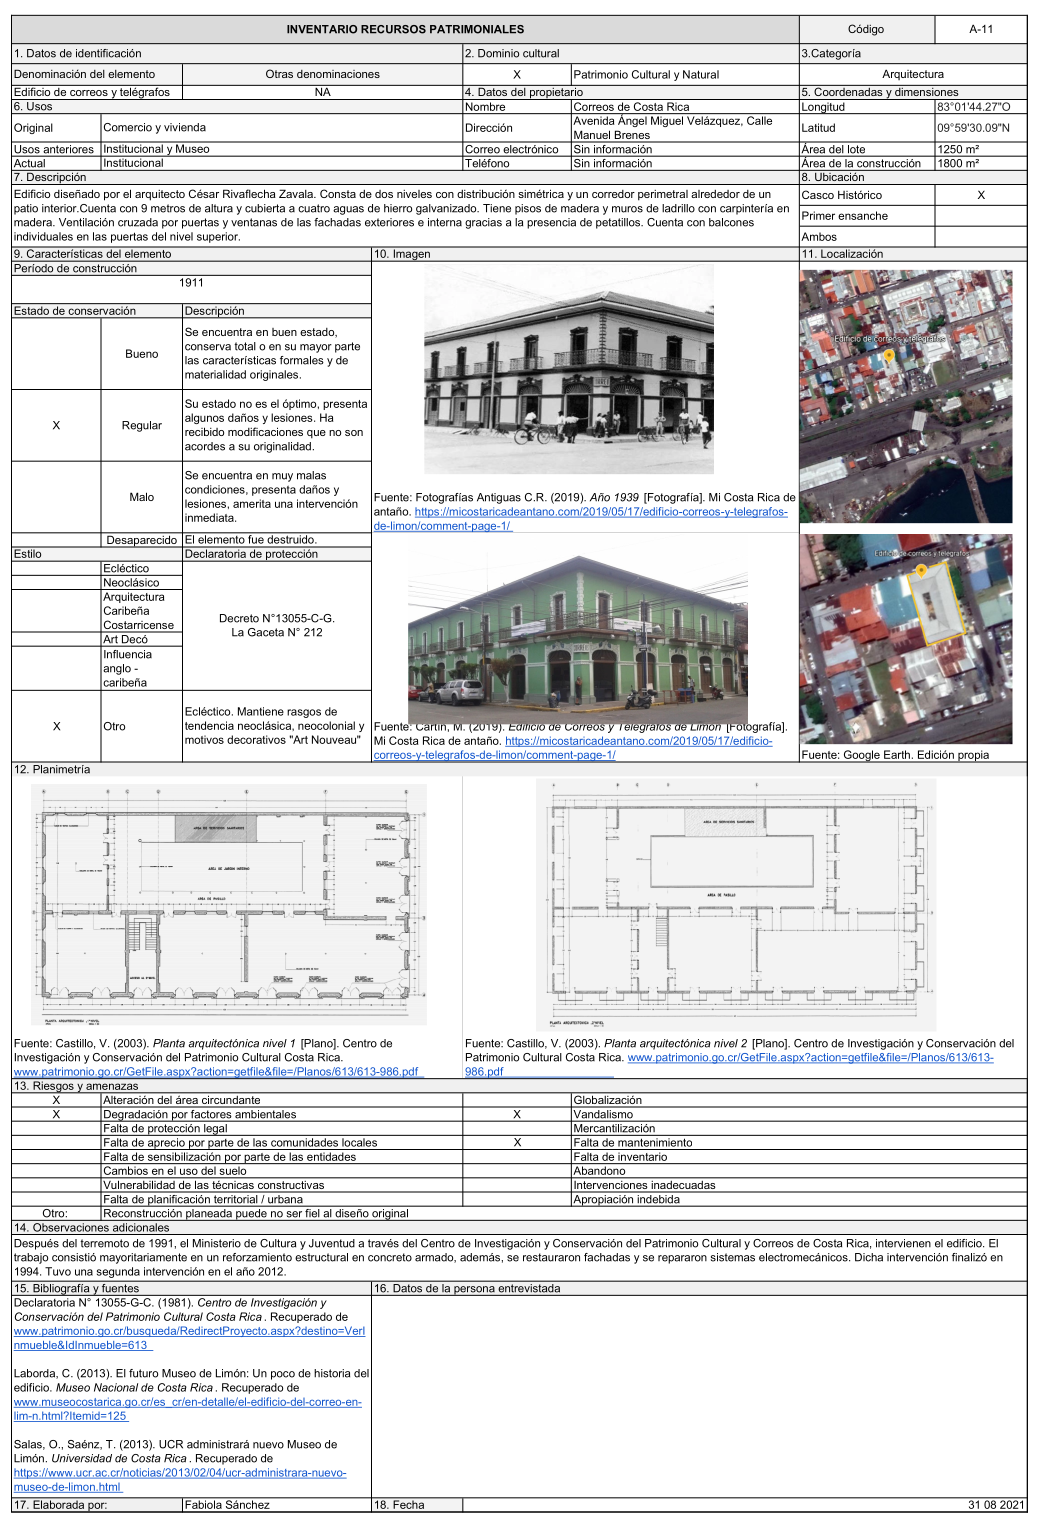 INVENTARIO RECURSOS PATRIMONIALES
Código
A-11
1. Datos de identificación
2. Dominio cultural
3.Categoría
Denominación del elemento
Otras denominaciones
X
Patrimonio Cultural y Natural
Arquitectura
Edificio de correos y telégrafos
NA
4. Datos del propietario
5. Coordenadas y dimensiones
6. Usos
Nombre
Correos de Costa Rica
Longitud
83°01'44.27"O
Original
Comercio y vivienda
Dirección
Avenida Ángel Miguel Velázquez, Calle
Manuel Brenes
Latitud
09°59'30.09"N
Usos anteriores
Institucional y Museo
Correo electrónico
Sin información
Área del lote
1250 m²
Actual
Institucional
Teléfono
Sin información
Área de la construcción
1800 m²
7. Descripción
8. Ubicación
Edificio diseñado por el arquitecto César Rivaflecha Zavala. Consta de dos niveles con distribución simétrica y un corredor perimetral alrededor de un
patio interior.Cuenta con 9 metros de altura y cubierta a cuatro aguas de hierro galvanizado. Tiene pisos de madera y muros de ladrillo con carpintería en
madera. Ventilación cruzada por puertas y ventanas de las fachadas exteriores e interna gracias a la presencia de petatillos. Cuenta con balcones
individuales en las puertas del nivel superior.
Casco Histórico
X
Primer ensanche
Ambos
9. Características del elemento
10. Imagen
11. Localización
Período de construcción
1911
Estado de conservación
Descripción
Bueno
Se encuentra en buen estado,
conserva total o en su mayor parte
las características formales y de
materialidad originales.
X
Regular
Su estado no es el óptimo, presenta
algunos daños y lesiones. Ha
recibido modificaciones que no son
acordes a su originalidad.
Malo
Se encuentra en muy malas
condiciones, presenta daños y
lesiones, amerita una intervención
inmediata.
Desaparecido
El elemento fue destruido.
Edificio de correos y telégrafos
Fuente: Fotografías Antiguas C.R. (2019). Año 1939 [Fotografía]. Mi Costa Rica de
antaño. https://micostaricadeantano.com/2019/05/17/edificio-correos-y-telegrafos-
de-limon/comment-page-1/
Estilo
Declaratoria de protección
Ecléctico
Neoclásico
Arquitectura
Caribeña
Costarricense
Art Decó
Influencia
anglo -
caribeña
Decreto N°13055-C-G.
La Gaceta N° 212
X
Otro
Ecléctico. Mantiene rasgos de
tendencia neoclásica, neocolonial y
motivos decorativos "Art Nouveau"
Edificio de correos y telégrafos
Fuente: Cartín, M. (2019). Edificio de Correos y Telégrafos de Limón [Fotografía].
Mi Costa Rica de antaño. https://micostaricadeantano.com/2019/05/17/edificio-
correos-y-telegrafos-de-limon/comment-page-1/
Fuente: Google Earth. Edición propia
12. Planimetría
AREA DE SERVICIOS SANITARIOS
AREA DE JARDIN INTERNO
AREA DE PASILLO
AREA DE SERVICIOS SANITARIOS
AREA DE PASILLO
Fuente: Castillo, V. (2003). Planta arquitectónica nivel 1 [Plano]. Centro de
Investigación y Conservación del Patrimonio Cultural Costa Rica.
www.patrimonio.go.cr/GetFile.aspx?action=getfile&file=/Planos/613/613-986.pdf
Fuente: Castillo, V. (2003). Planta arquitectónica nivel 2 [Plano]. Centro de Investigación y Conservación del
Patrimonio Cultural Costa Rica. www.patrimonio.go.cr/GetFile.aspx?action=getfile&file=/Planos/613/613-
986.pdf
13. Riesgos y amenazas
X
Alteración del área circundante
Globalización
X
Degradación por factores ambientales
X
Vandalismo
Falta de protección legal
Mercantilización
Falta de aprecio por parte de las comunidades locales
X
Falta de mantenimiento
Falta de sensibilización por parte de las entidades
Falta de inventario
Cambios en el uso del suelo
Abandono
Vulnerabilidad de las técnicas constructivas
Intervenciones inadecuadas
Falta de planificación territorial / urbana
Apropiación indebida
Otro:
Reconstrucción planeada puede no ser fiel al diseño original
14. Observaciones adicionales
Después del terremoto de 1991, el Ministerio de Cultura y Juventud a través del Centro de Investigación y Conservación del Patrimonio Cultural y Correos de Costa Rica, intervienen el edificio. El
trabajo consistió mayoritariamente en un reforzamiento estructural en concreto armado, además, se restauraron fachadas y se repararon sistemas electromecánicos. Dicha intervención finalizó en
1994. Tuvo una segunda intervención en el año 2012.
15. Bibliografía y fuentes
16. Datos de la persona entrevistada
Declaratoria N° 13055-G-C. (1981). Centro de Investigación y
Conservación del Patrimonio Cultural Costa Rica . Recuperado de
www.patrimonio.go.cr/busqueda/RedirectProyecto.aspx?destino=VerI
nmueble&IdInmueble=613
Laborda, C. (2013). El futuro Museo de Limón: Un poco de historia del
edificio. Museo Nacional de Costa Rica . Recuperado de
www.museocostarica.go.cr/es_cr/en-detalle/el-edificio-del-correo-en-
lim-n.html?Itemid=125
Salas, O., Saénz, T. (2013). UCR administrará nuevo Museo de
Limón. Universidad de Costa Rica . Recuperado de
https://www.ucr.ac.cr/noticias/2013/02/04/ucr-administrara-nuevo-
museo-de-limon.html
17. Elaborada por:
Fabiola Sánchez
18. Fecha
31 08 2021